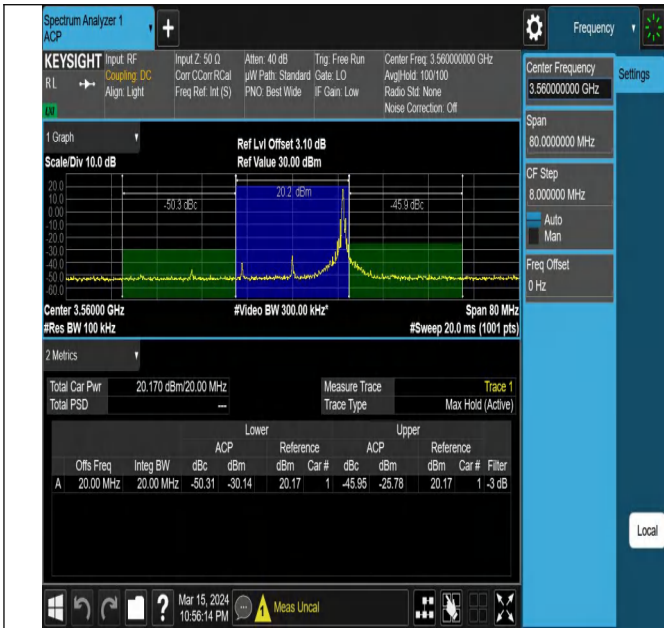 Spectrum Analyzer 1
ACP
Frequency
KEYSIGHT
RL
LXI
Input: RF
Coupling: DC
Align: Light
Input Z: 50 Ω
Corr CCorr RCal
Freq Ref: Int (S)
Atten: 40 dB
µW Path: Standard
PNO: Best Wide
Trig: Free Run
Gate: LO
IF Gain: Low
Center Freq: 3.560000000 GHz
Avg|Hold: 100/100
Radio Std: None
Noise Correction: Off
1 Graph
Scale/Div 10.0 dB
Ref Lvl Offset 3.10 dB
Ref Value 30.00 dBm
20.0
10.0
0.00
-10.0
-20.0
-30.0
-40.0
-50.0
-60.0
-50.3 dBc
20.2 dBm
-45.9 dBc
Center 3.56000 GHz
#Video BW 300.00 kHz*
Span 80 MHz
#Res BW 100 kHz
#Sweep 20.0 ms (1001 pts)
2 Metrics
Total Car Pwr 20.170 dBm/20.00 MHz
Total PSD ---
Measure Trace Trace 1
Trace Type Max Hold (Active)
Lower Upper
ACP Reference ACP Reference
Offs Freq Integ BW dBc dBm dBm Car # dBc dBm dBm Car # Filter
A 20.00 MHz 20.00 MHz -50.31 -30.14 20.17 1 -45.95 -25.78 20.17 1 -3 dB
Mar 15, 2024
10:56:14 PM
1
Meas Uncal
Center Frequency
3.560000000 GHz
Settings
Span
80.0000000 MHz
CF Step
8.000000 MHz
Auto
Man
Freq Offset
0 Hz
Local